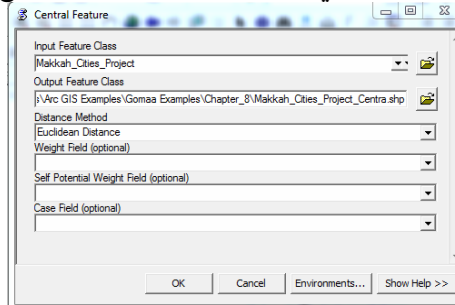 Central Feature
Input Feature Class
Makkah_Cities_Project
Output Feature Class
s\Arc GIS Examples\Gomaa Examples\Chapter_8\Makkah_Cities_Project_Centra.shp
Distance Method
Euclidean Distance
Weight Field (optional)
Self Potential Weight Field (optional)
Case Field (optional)
OK
Cancel
Environments...
Show Help >>